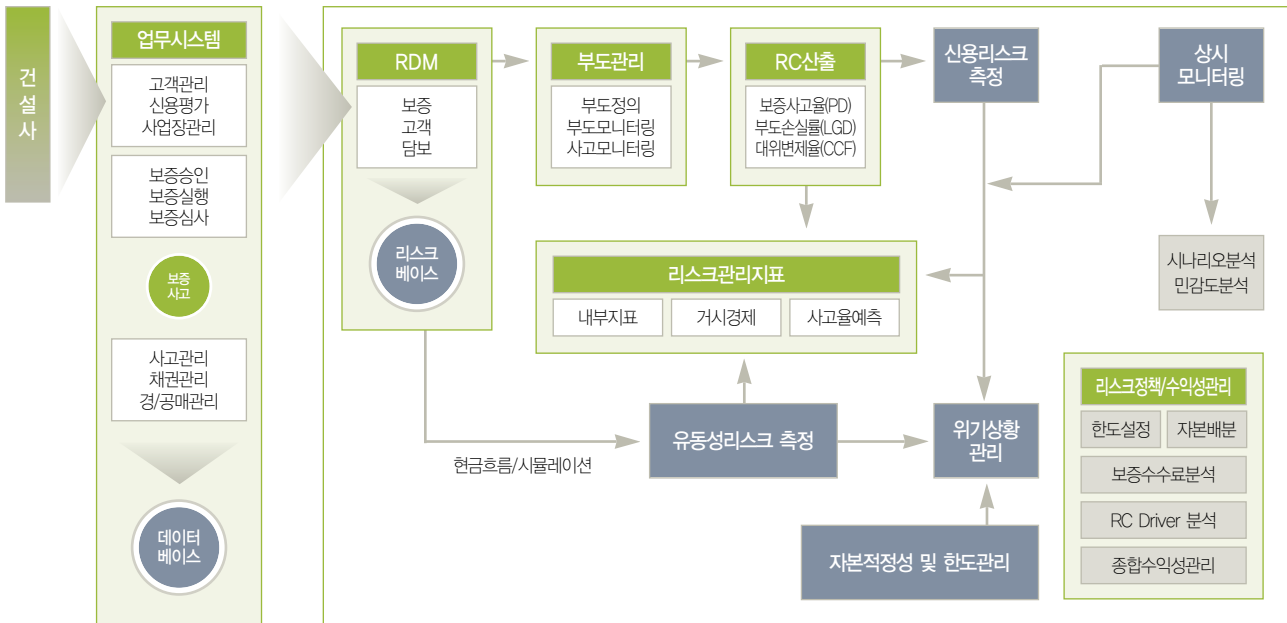 건
설
사
업무시스템
고객관리
신용평가
사업장관리
보증승인
보증실행
보증심사
보증
사고
사고관리
채권관리
경/공매관리
데이터
베이스
RDM
보증
고객
담보
리스크
베이스
부도관리
부도정의
부도모니터링
사고모니터링
RC산출
보증사고율(PD)
부도손실률(LGD)
대위변제율(CCF)
신용리스크
측정
상시
모니터링
시나리오분석
민감도분석
리스크관리지표
내부지표
거시경제
사고율예측
현금흐름/시뮬레이션
유동성리스크 측정
위기상황
관리
자본적정성 및 한도관리
리스크정책/수익성관리
한도설정
자본배분
보증수수료분석
RC Driver 분석
종합수익성관리